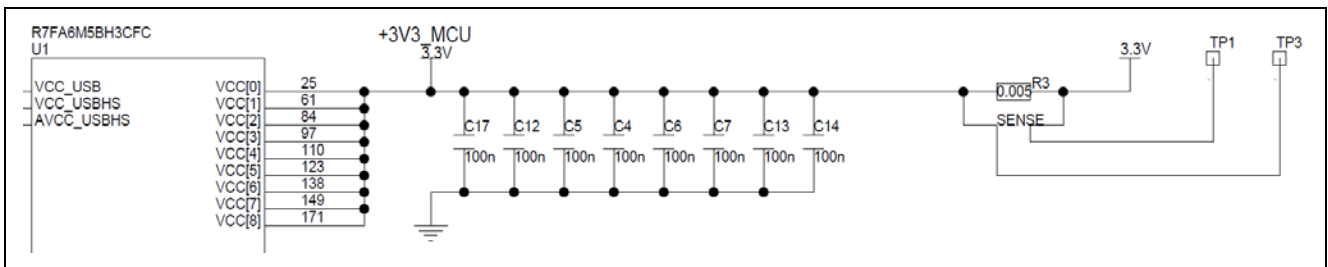 R7FA6M5BH3CFC
U1
+3V3_MCU
3.3V
3.3V
TP1
TP3
VCC_USB
VCC_USBHS
AVCC_USBHS
VCC[0] 25
VCC[1] 61
VCC[2] 84
VCC[3] 97
VCC[4] 110
VCC[5] 123
VCC[6] 138
VCC[7] 149
VCC[8] 171
C17 C12 C5 C4 C6 C7 C13 C14
100n 100n 100n 100n 100n 100n 100n 100n
0.005 R3
SENSE